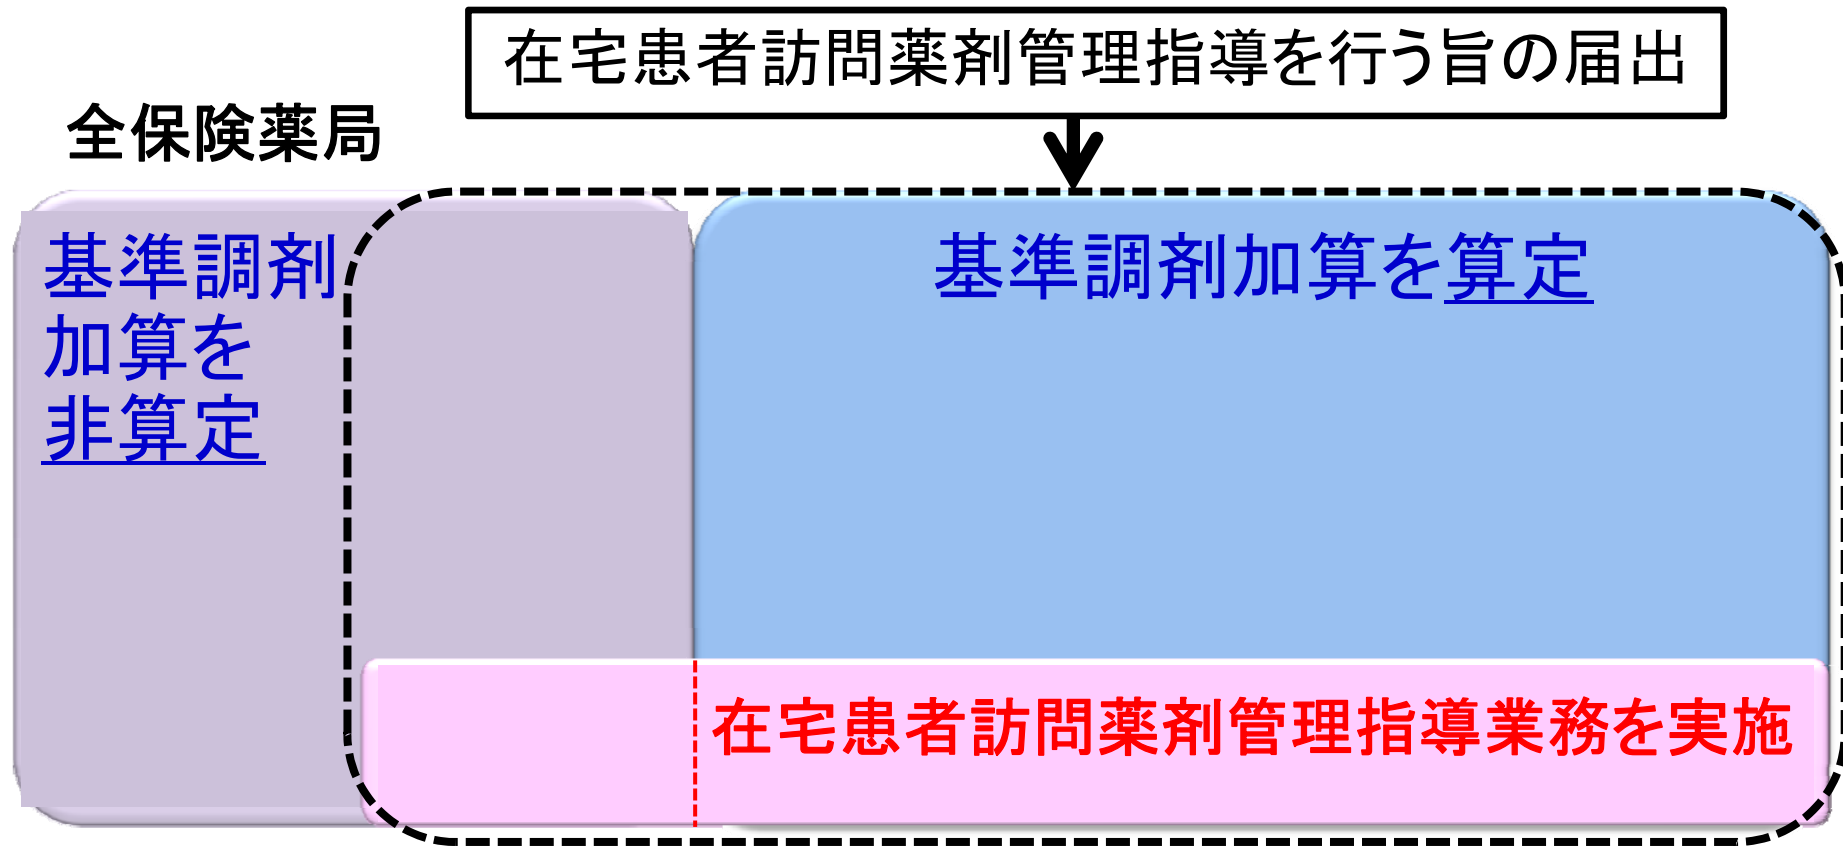 在宅患者訪問薬剤管理指導を行う旨の届出
全保険薬局
基準調剤
加算を
非算定
基準調剤加算を算定
在宅患者訪問薬剤管理指導業務を実施